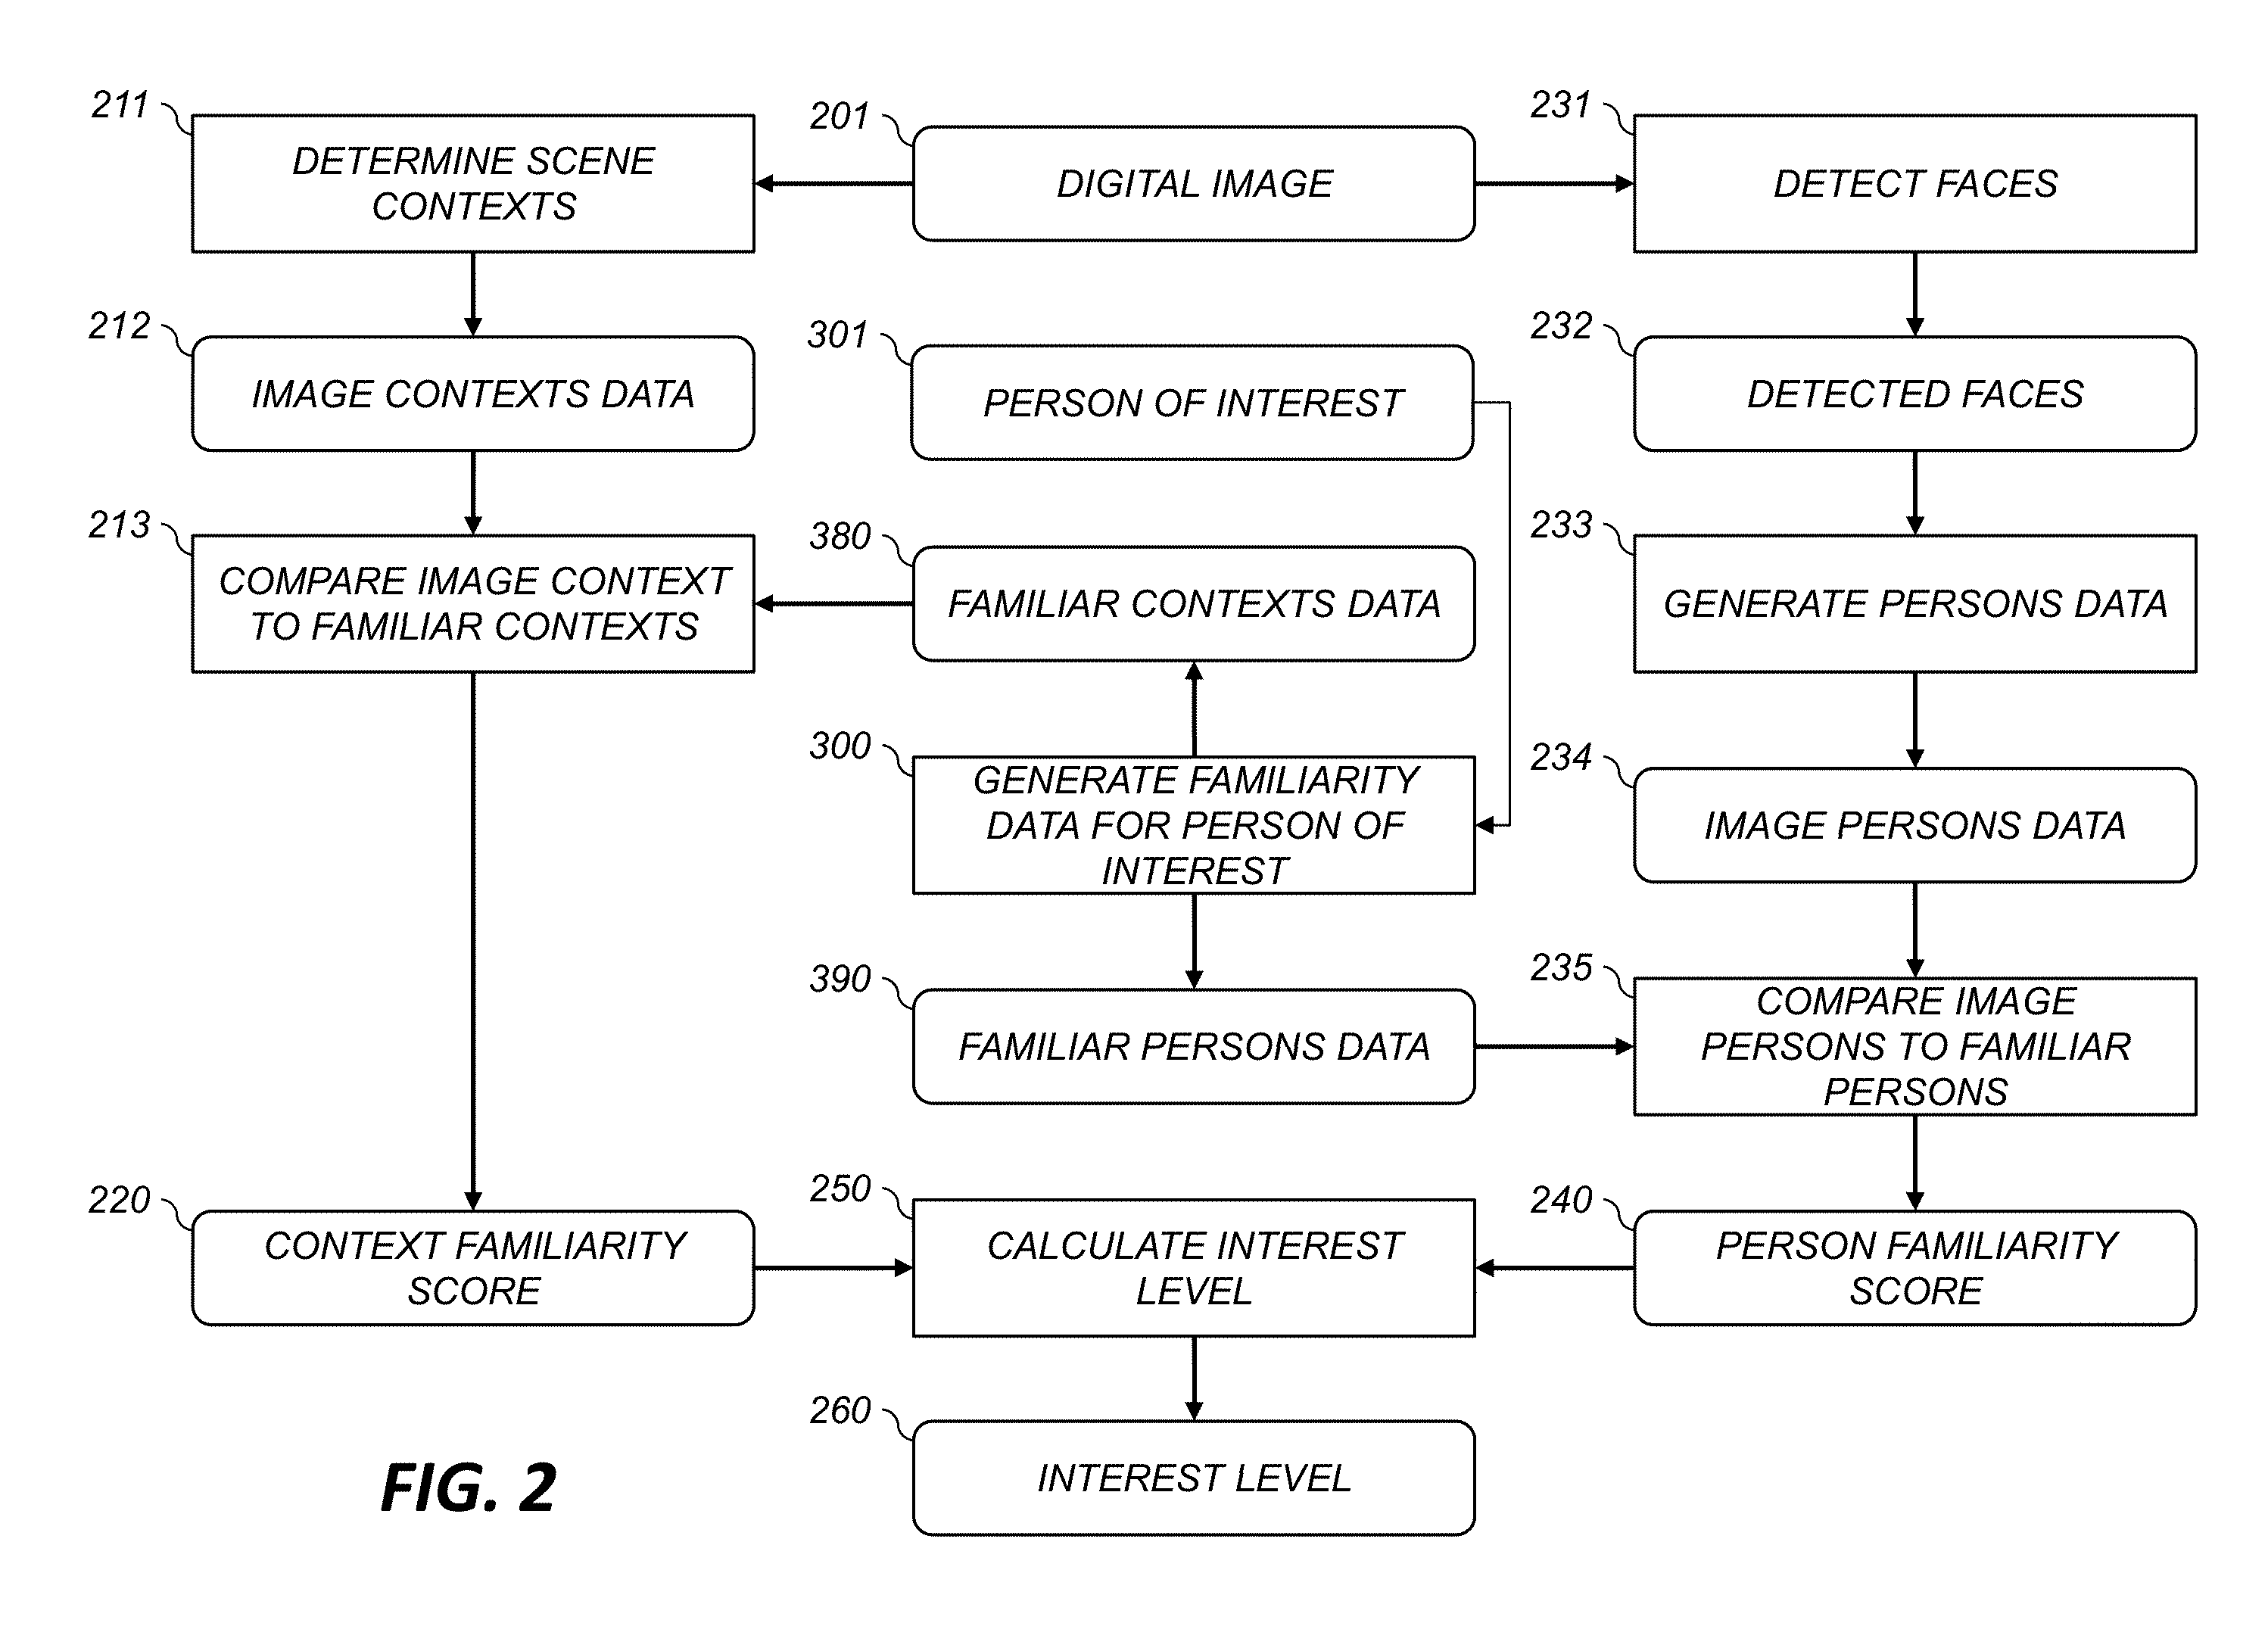 211
DETERMINE SCENE
CONTEXTS
201
DIGITAL IMAGE
231
DETECT FACES
212
IMAGE CONTEXTS DATA
301
PERSON OF INTEREST
232
DETECTED FACES
213
COMPARE IMAGE CONTEXT
TO FAMILIAR CONTEXTS
380
FAMILIAR CONTEXTS DATA
233
GENERATE PERSONS DATA
300
GENERATE FAMILIARITY
DATA FOR PERSON OF
INTEREST
234
IMAGE PERSONS DATA
390
FAMILIAR PERSONS DATA
235
COMPARE IMAGE
PERSONS TO FAMILIAR
PERSONS
220
CONTEXT FAMILIARITY
SCORE
250
CALCULATE INTEREST
LEVEL
240
PERSON FAMILIARITY
SCORE
260
INTEREST LEVEL
FIG. 2